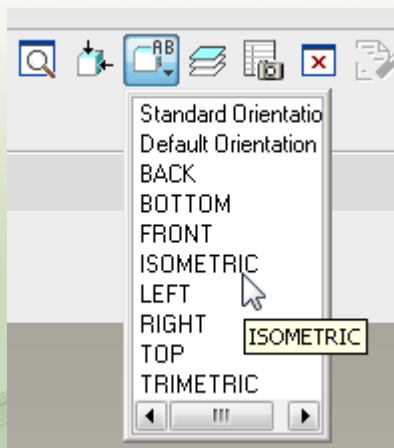 AB
Standard Orientatio
Default Orientation
BACK
BOTTOM
FRONT
ISOMETRIC
LEFT
RIGHT
ISOMETRIC
TOP
TRIMETRIC